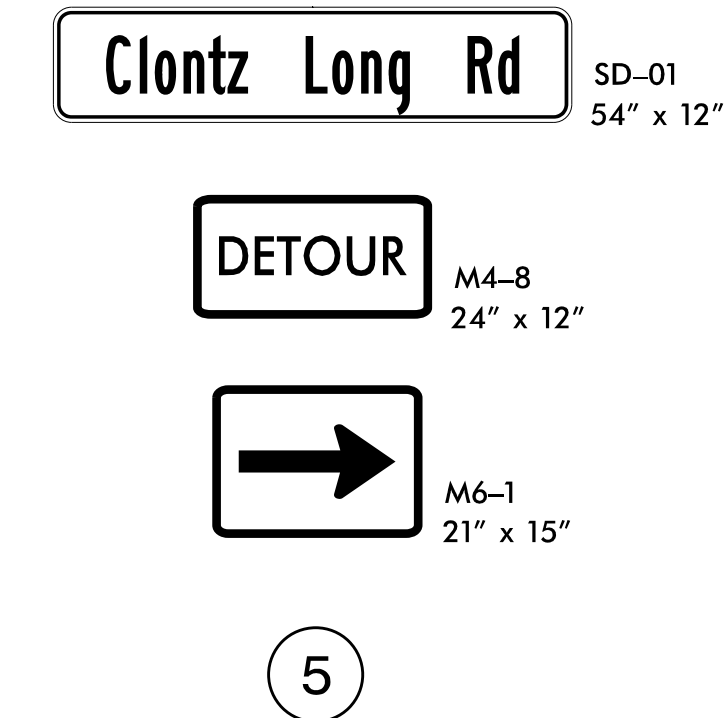 Clontz Long Rd
SD–01
54" x 12"
DETOUR
M4–8
24" x 12"
M6–1
21" x 15"
5